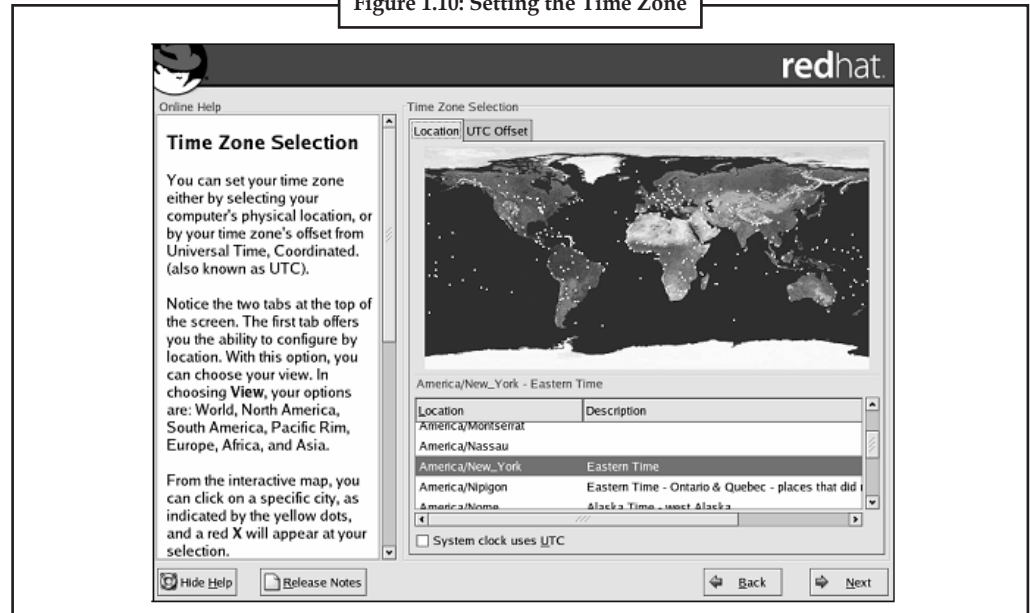 Figure 1.10: Setting the Time Zone
redhat.
Online Help
Time Zone Selection
You can set your time zone
either by selecting your
computer's physical location, or
by your time zone's offset from
Universal Time, Coordinated.
(also known as UTC).
Notice the two tabs at the top of
the screen. The first tab offers
you the ability to configure by
location. With this option, you
can choose your view. In
choosing View, your options
are: World, North America,
South America, Pacific Rim,
Europe, Africa, and Asia.
From the interactive map, you
can click on a specific city, as
indicated by the yellow dots,
and a red X will appear at your
selection.
Time Zone Selection
Location UTC Offset
America/New_York - Eastern Time
Location Description
America/Montserrat
America/Nassau
America/New_York Eastern Time
America/Nipigon Eastern Time - Ontario & Quebec - places that did
America/Nome Alaska Time - west Alaska
System clock uses UTC
Hide Help Release Notes Back Next